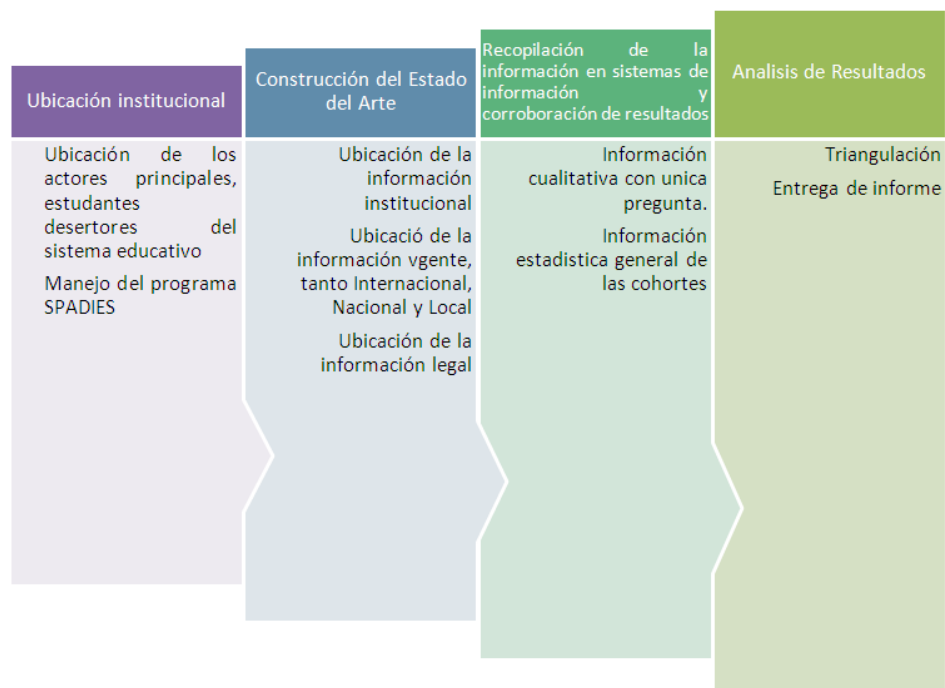 Ubicación institucional
Ubicación de los
actores principales,
estudantes
desertores del
sistema educativo
Manejo del programa
SPADIES
Construcción del Estado
del Arte
Ubicación de la
información
institucional
Ubicació de la
información vgente,
tanto Internacional,
Nacional y Local
Ubicación de la
información legal
Recopilación de la
información en sistemas de
información y
corroboración de resultados
Información
cualitativa con unica
pregunta.
Información
estadistica general de
las cohortes
Analisis de Resultados
Triangulación
Entrega de informe